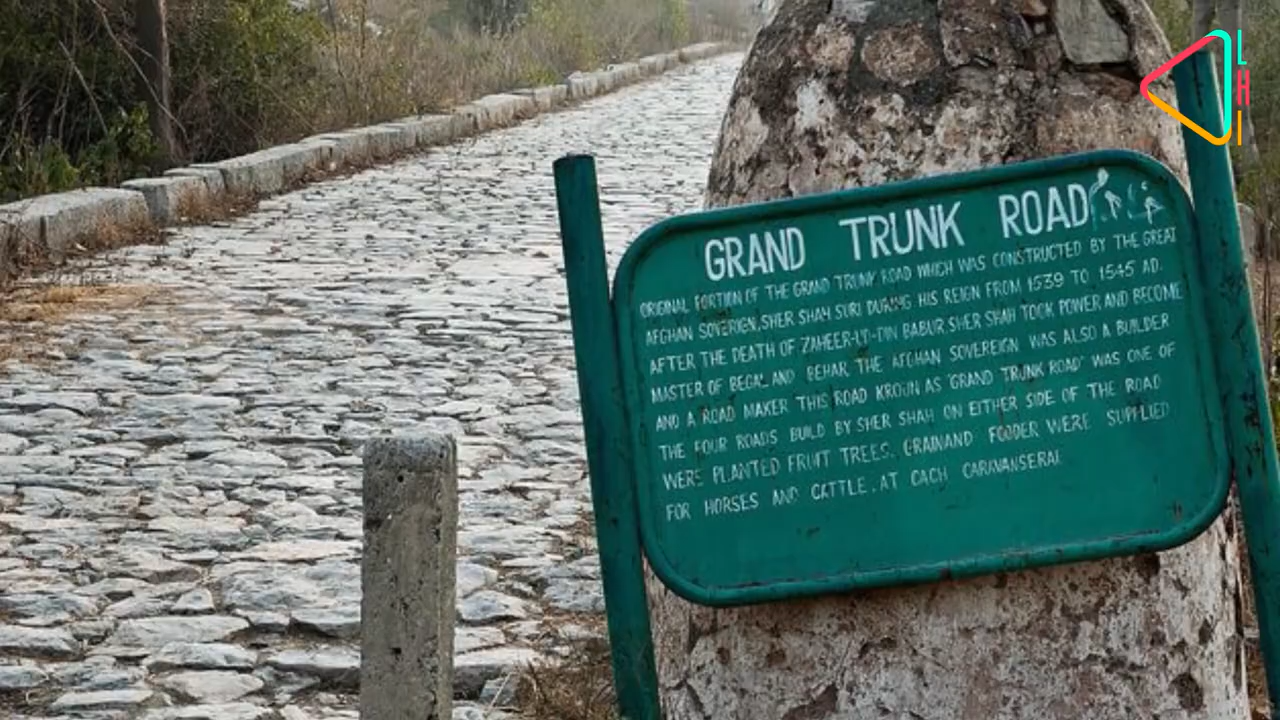 GRAND TRUNK ROAD
ORIGINAL PORTION OF THE GRAND TRUNK ROAD WHICH WAS CONSTRUCTED BY THE GREAT
AFGHAN SOVERIGN, SHER SHAH SURI DURING HIS REIGN FROM 1539 TO 1545 AD.
AFTER THE DEATH OF ZAHEER-UD-DIN BABUR, SHER SHAH TOOK POWER AND BECOME
MASTER OF BEGAL AND BEHAR. THE AFGHAN SOVEREIGN WAS ALSO A BUILDER
AND A ROAD MAKER THIS ROAD KROWN AS 'GRAND TRUNK ROAD' WAS ONE OF
THE FOUR ROADS BUILD BY SHER SHAH ON EITHER SIDE OF THE ROAD
WERE PLANTED FRUIT TREES. GRAINAND FODDER WERE SUPPLIED
FOR HORSES AND CATTLE. AT CACH CARAVANSERAI
LHI